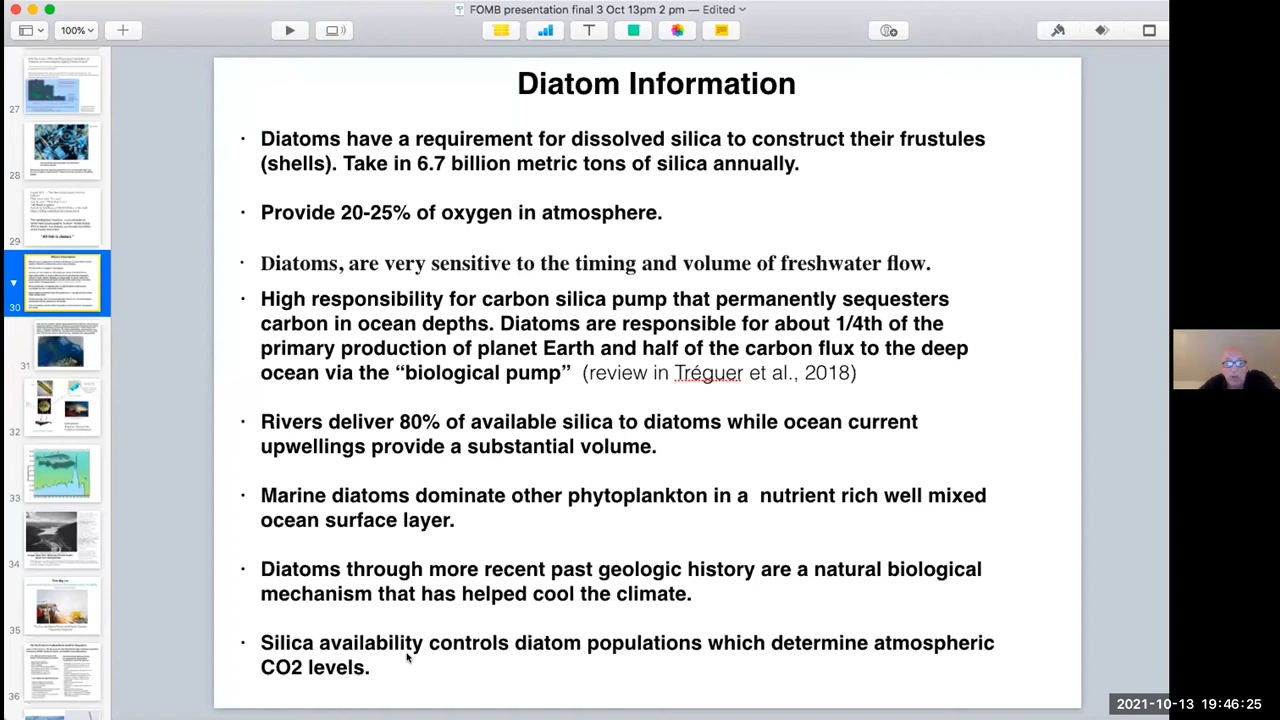 FOMB presentation final 3 Oct 13pm 2 pm — Edited
100%
Diatom Information
· Diatoms have a requirement for dissolved silica to construct their frustules
(shells). Take in 6.7 billion metric tons of silica annually.
· Provide 20-25% of oxygen in atmosphere.
· Diatoms are very sensitive to the timing and volume of freshwater flow.
· High seasonability of a carbon silica pump that permanently sequesters
carbon in ocean depths. Diatoms are responsible for about 1/4th of the
primary production of planet Earth and half of the carbon flux to the deep
ocean via the “biological pump” (review in Tréguer et al., 2018)
· Rivers deliver 80% of available silica to diatoms with ocean current
upwellings provide a substantial volume.
· Marine diatoms dominate other phytoplankton in a nutrient rich well mixed
ocean surface layer.
· Diatoms through most recent past geologic history are a natural biological
mechanism that has helped cool the climate.
· Silica availability controls diatom populations which determine atmospheric
CO2
27
28
29
30
31
32
33
34
35
36
2021-10-13 19:46:25